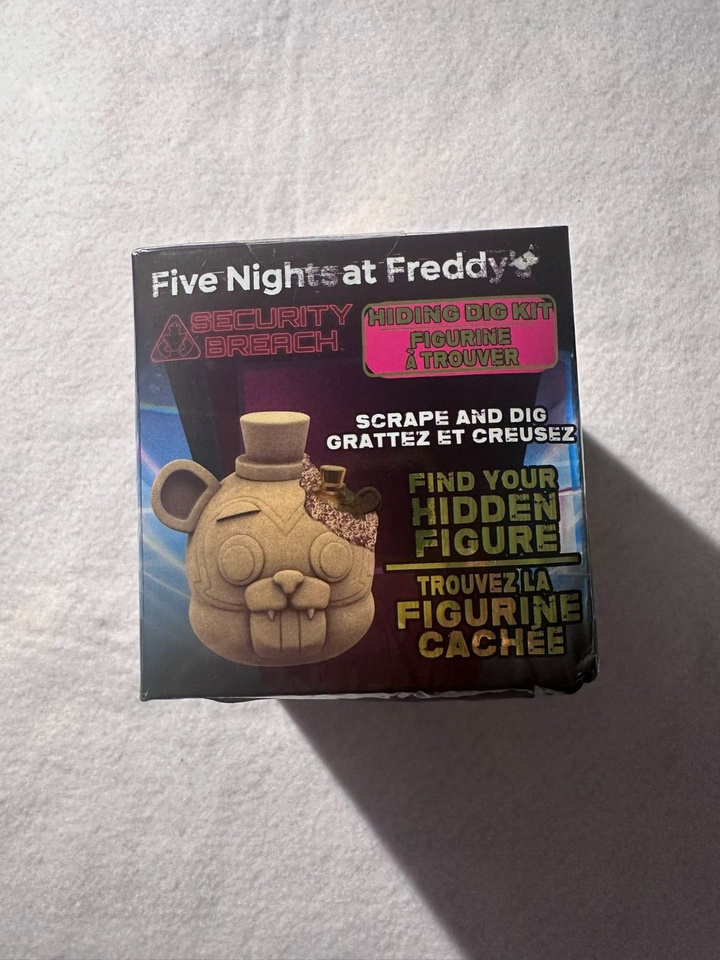 Five Nights at Freddy's
SECURITY
BREACH
HIDING DIG KIT
FIGURINE
À TROUVER
SCRAPE AND DIG
GRATTEZ ET CREUSEZ
FIND YOUR
HIDDEN
FIGURE
TROUVEZ LA
FIGURINE
CACHÉE